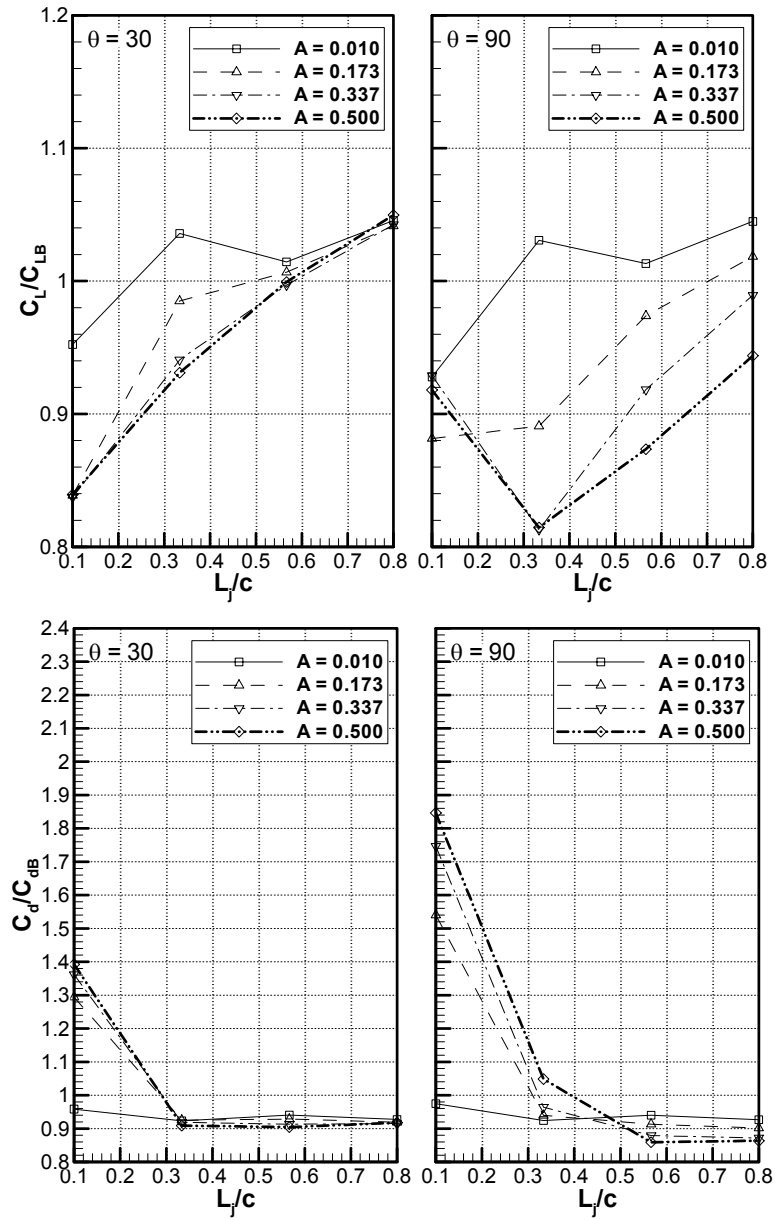 1.2
θ = 30
A = 0.010
A = 0.173
A = 0.337
A = 0.500
1.1
1
0.9
0.8
C_L/C_LB
0.1 0.2 0.3 0.4 0.5 0.6 0.7 0.8
L_j/c
θ = 90
A = 0.010
A = 0.173
A = 0.337
A = 0.500
0.1 0.2 0.3 0.4 0.5 0.6 0.7 0.8
L_j/c
2.4
2.3
2.2
2.1
2
1.9
1.8
1.7
1.6
1.5
1.4
1.3
1.2
1.1
1
0.9
0.8
C_d/C_dB
θ = 30
A = 0.010
A = 0.173
A = 0.337
A = 0.500
0.1 0.2 0.3 0.4 0.5 0.6 0.7 0.8
L_j/c
θ = 90
A = 0.010
A = 0.173
A = 0.337
A = 0.500
0.1 0.2 0.3 0.4 0.5 0.6 0.7 0.8
L_j/c